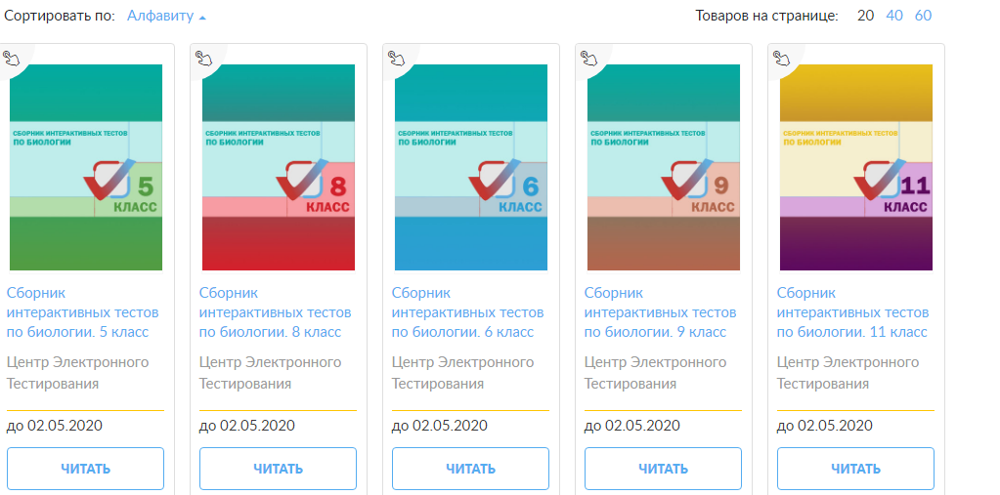 Сортировать по: Алфавиту
Товаров на странице: 20 40 60
СБОРНИК ИНТЕРАКТИВНЫХ ТЕСТОВ
ПО БИОЛОГИИ
5
КЛАСС
Сборник
интерактивных тестов
по биологии. 5 класс
Центр Электронного
Тестирования
до 02.05.2020
ЧИТАТЬ
СБОРНИК ИНТЕРАКТИВНЫХ ТЕСТОВ
ПО БИОЛОГИИ
8
КЛАСС
Сборник
интерактивных тестов
по биологии. 8 класс
Центр Электронного
Тестирования
до 02.05.2020
ЧИТАТЬ
СБОРНИК ИНТЕРАКТИВНЫХ ТЕСТОВ
ПО БИОЛОГИИ
6
КЛАСС
Сборник
интерактивных тестов
по биологии. 6 класс
Центр Электронного
Тестирования
до 02.05.2020
ЧИТАТЬ
СБОРНИК ИНТЕРАКТИВНЫХ ТЕСТОВ
ПО БИОЛОГИИ
9
КЛАСС
Сборник
интерактивных тестов
по биологии. 9 класс
Центр Электронного
Тестирования
до 02.05.2020
ЧИТАТЬ
СБОРНИК ИНТЕРАКТИВНЫХ ТЕСТОВ
ПО БИОЛОГИИ
11
КЛАСС
Сборник
интерактивных тестов
по биологии. 11 класс
Центр Электронного
Тестирования
до 02.05.2020
ЧИТАТЬ